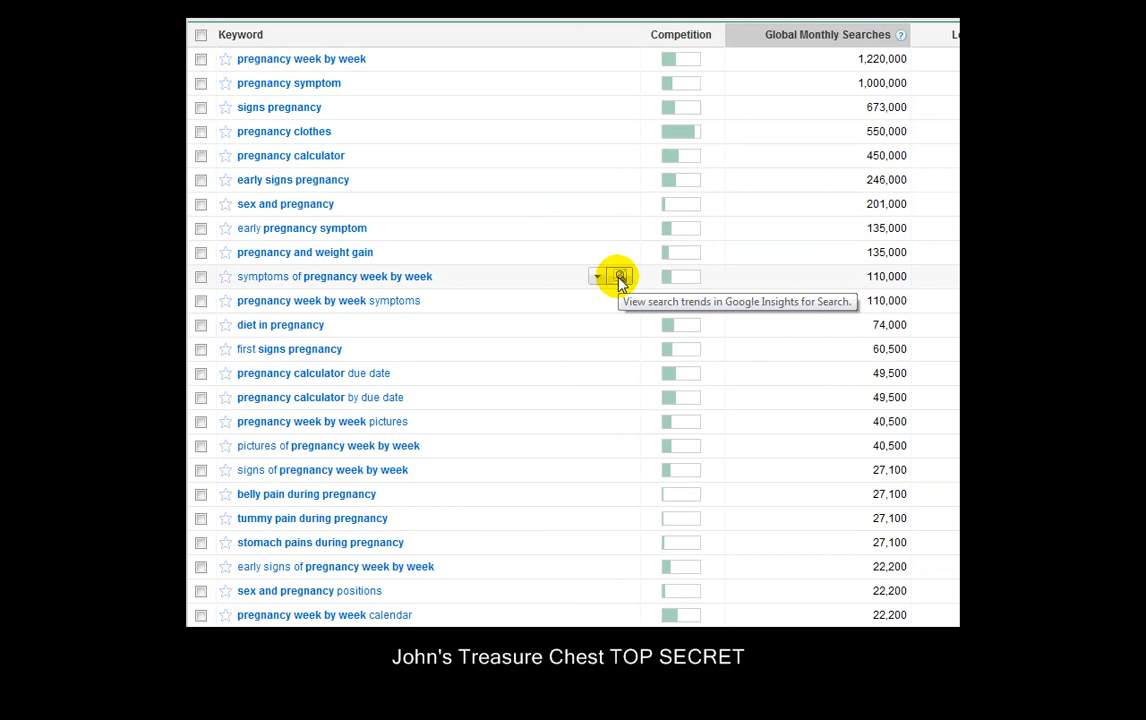 Keyword Competition Global Monthly Searches ? L
pregnancy week by week 1,220,000
pregnancy symptom 1,000,000
signs pregnancy 673,000
pregnancy clothes 550,000
pregnancy calculator 450,000
early signs pregnancy 246,000
sex and pregnancy 201,000
early pregnancy symptom 135,000
pregnancy and weight gain 135,000
symptoms of pregnancy week by week 110,000
pregnancy week by week symptoms 110,000
View search trends in Google Insights for Search.
diet in pregnancy 74,000
first signs pregnancy 60,500
pregnancy calculator due date 49,500
pregnancy calculator by due date 49,500
pregnancy week by week pictures 40,500
pictures of pregnancy week by week 40,500
signs of pregnancy week by week 27,100
belly pain during pregnancy 27,100
tummy pain during pregnancy 27,100
stomach pains during pregnancy 27,100
early signs of pregnancy week by week 22,200
sex and pregnancy positions 22,200
pregnancy week by week calendar 22,200
John's Treasure Chest TOP SECRET